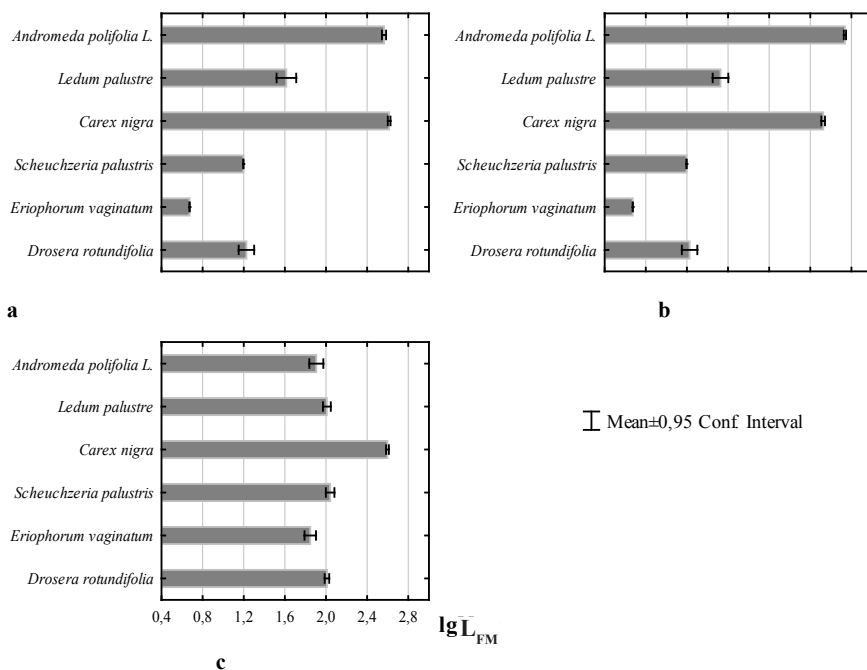 Andromeda polifolia L.
Ledum palustre
Carex nigra
Scheuchzeria palustris
Eriophorum vaginatum
Drosera rotundifolia
a
Andromeda polifolia L.
Ledum palustre
Carex nigra
Scheuchzeria palustris
Eriophorum vaginatum
Drosera rotundifolia
b
Andromeda polifolia L.
Ledum palustre
Carex nigra
Scheuchzeria palustris
Eriophorum vaginatum
Drosera rotundifolia
0,4 0,8 1,2 1,6 2,0 2,4 2,8
lg L FM
c
Mean±0,95 Conf. Interval